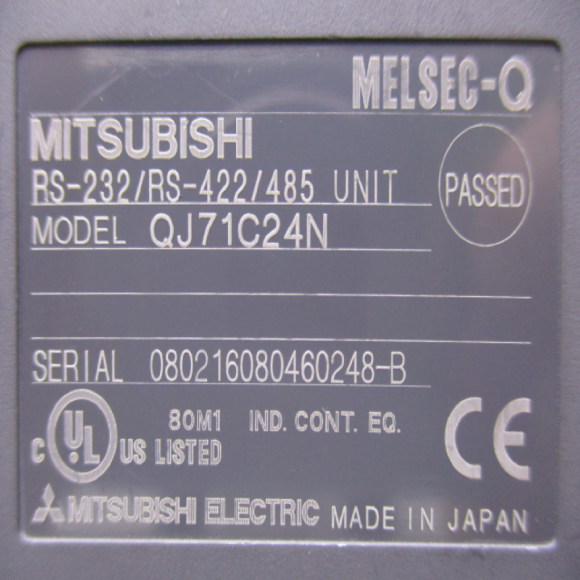 MELSEC-Q
MITSUBISHI
RS-232/RS-422/485 UNIT
PASSED
MODEL QJ71C24N
SERIAL 080216080460248-B
80M1 IND. CONT. EQ.
C UL US LISTED
CE
MITSUBISHI ELECTRIC MADE IN JAPAN